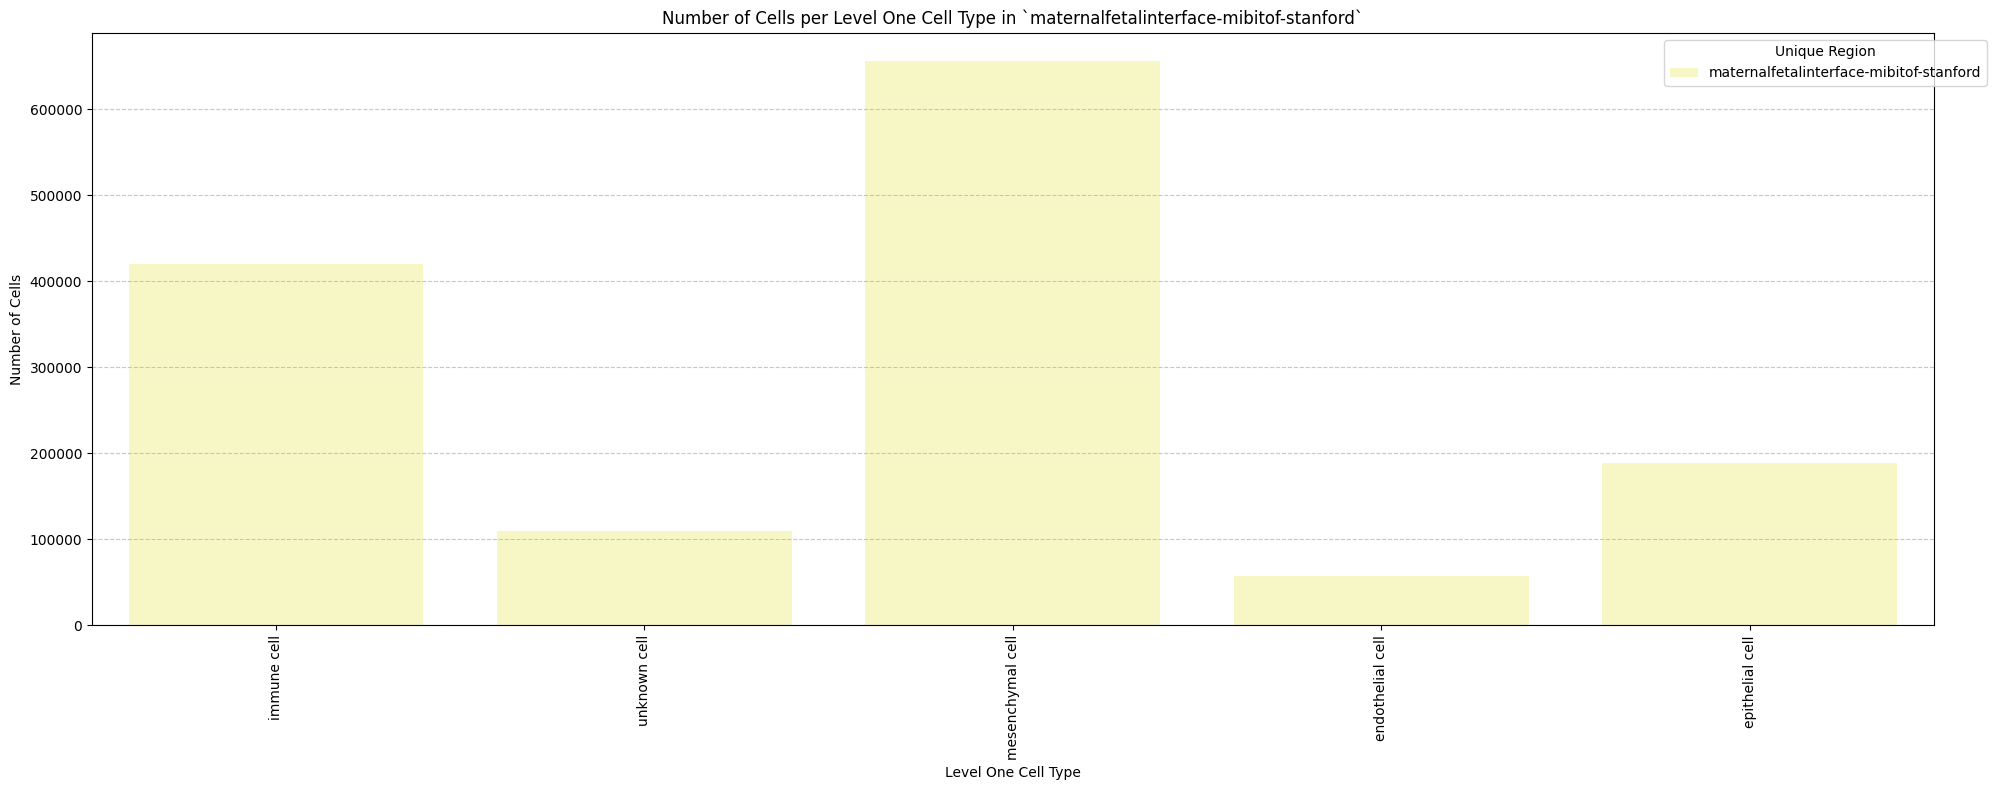 Number of Cells per Level One Cell Type in `maternalfetalinterface-mibitof-stanford`
Unique Region
maternalfetalinterface-mibitof-stanford
Number of Cells
600000
500000
400000
300000
200000
100000
0
immune cell
unknown cell
mesenchymal cell
endothelial cell
epithelial cell
Level One Cell Type